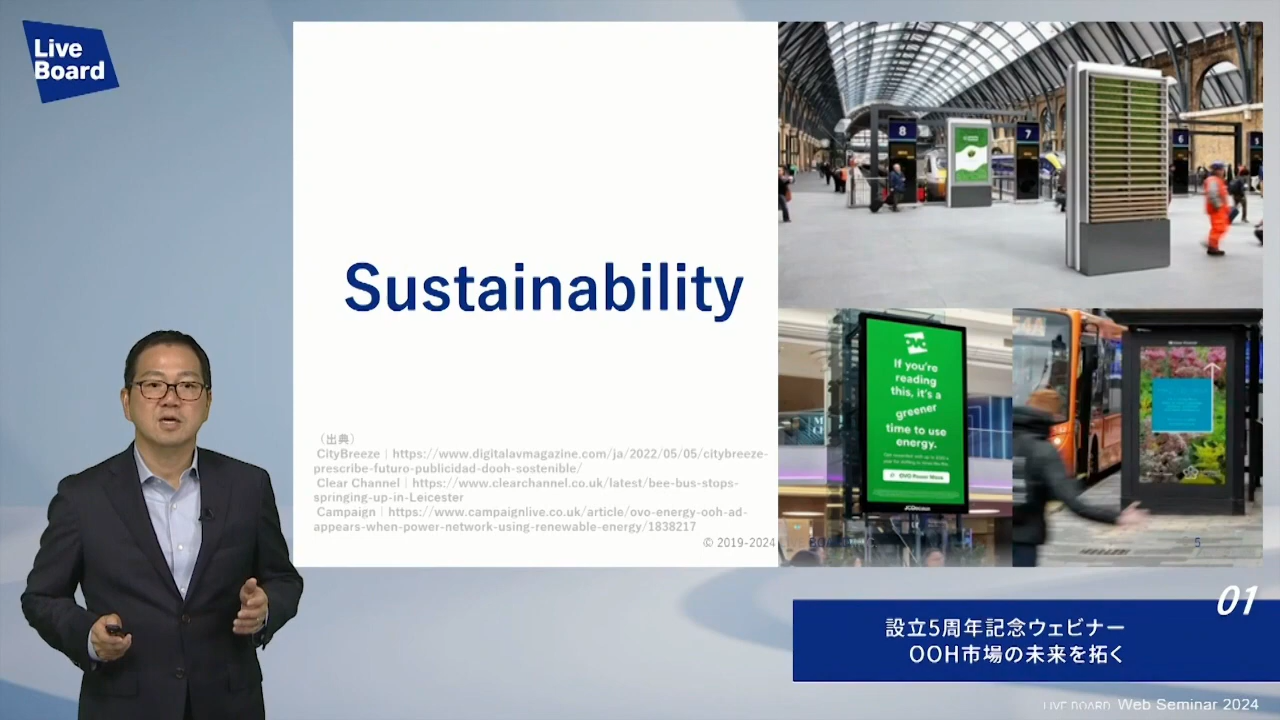 Live
Board
Sustainability
（出典）
CityBreeze｜https://www.digitalavmagazine.com/ja/2022/05/05/citybreeze-
prescribe-futuro-publicidad-dooh-sostenible/
Clear Channel｜https://www.clearchannel.co.uk/latest/bee-bus-stops-
springing-up-in-Leicester
Campaign｜https://www.campaignlive.co.uk/article/ovo-energy-ooh-ad-
appears-when-power-network-using-renewable-energy/1838217
© 2019-2024
5
8
7
6
5
ovo
If you're
reading
this, it's a
greener
time to use
energy.
OVO Power Move
JCDecaux
01
設立5周年記念ウェビナー
OOH市場の未来を拓く
LIVE BOARD Web Seminar 2024